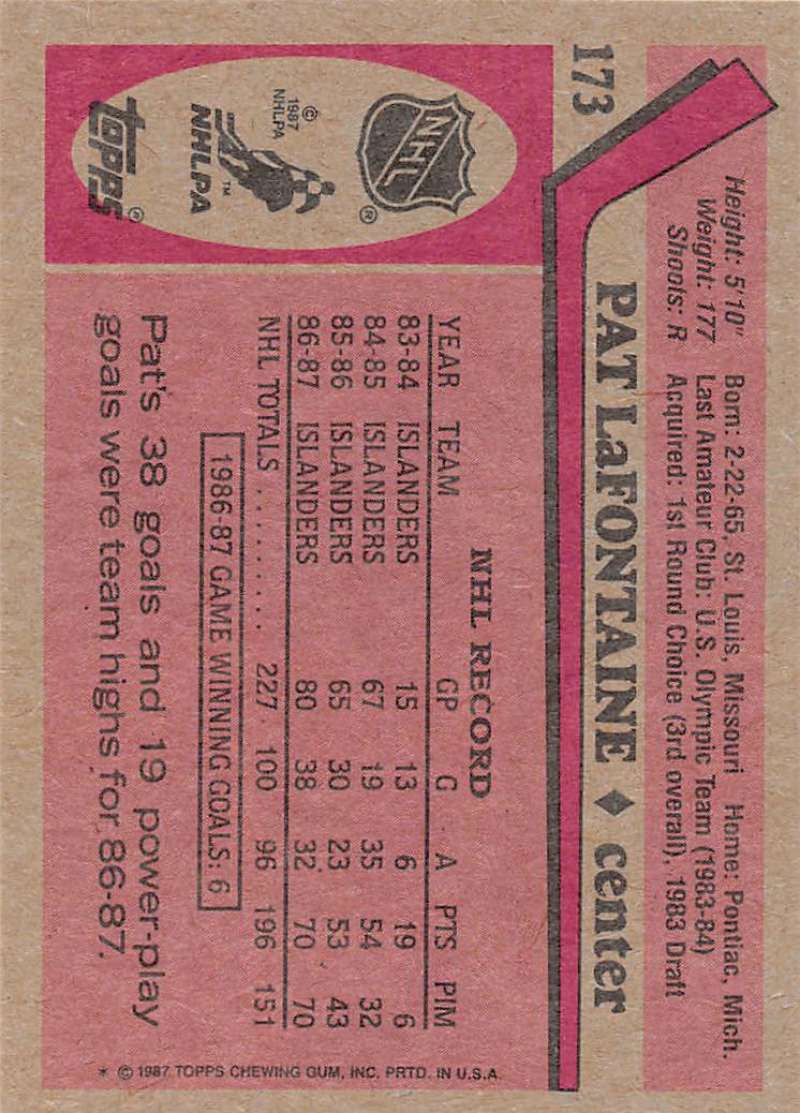 173
PAT LaFONTAINE ♦ center
Height: 5'10" Born: 2-22-65, St. Louis, Missouri Home: Pontiac, Mich.
Weight: 177 Last Amateur Club: U.S. Olympic Team (1983-84)
Shoots: R Acquired: 1st Round Choice (3rd overall), 1983 Draft
NHL
®
© 1987 NHLPA
NHLPA
™
TOPPS
®
NHL RECORD
YEAR TEAM GP G A PTS PIM
83-84 ISLANDERS 15 13 6 19 6
84-85 ISLANDERS 67 19 35 54 32
85-86 ISLANDERS 65 30 23 53 43
86-87 ISLANDERS 80 38 32 70 70
NHL TOTALS .......... 227 100 96 196 151
1986-87 GAME WINNING GOALS: 6
Pat's 38 goals and 19 power-play
goals were team highs for 86-87.
* © 1987 TOPPS CHEWING GUM, INC. PRTD. IN U.S.A.